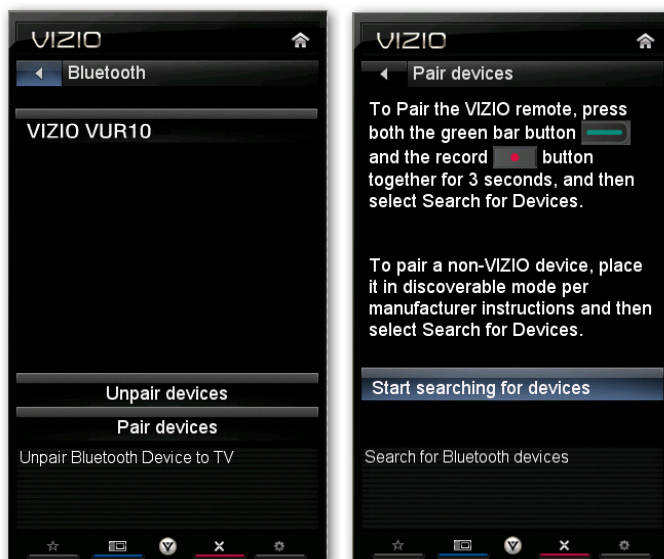 VIZIO
Bluetooth
VIZIO VUR10
Unpair devices
Pair devices
Unpair Bluetooth Device to TV
VIZIO
Pair devices
To Pair the VIZIO remote, press
both the green bar button
and the record button
together for 3 seconds, and then
select Search for Devices.
To pair a non-VIZIO device, place
it in discoverable mode per
manufacturer instructions and then
select Search for Devices.
Start searching for devices
Search for Bluetooth devices